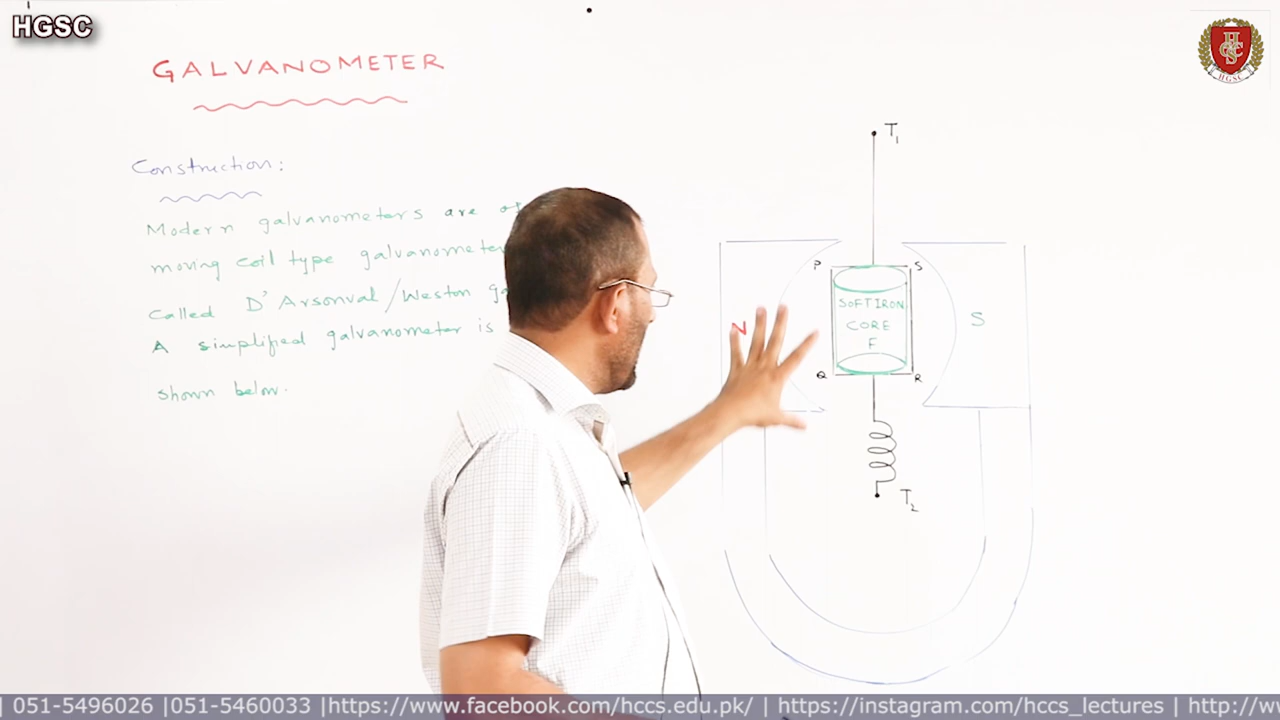 HGSC
GALVANOMETER
Construction:
Modern galvanometers are of
moving coil type galvanometer
Called D'Arsonval/Weston
A simplified galvanometer is
shown below.
T1
P S
N
SOFT IRON
CORE
F
S
Q R
T2
HGSC
051-5496026 |051-5460033 |https://www.facebook.com/hccs.edu.pk/ | https://instagram.com/hccs_lectures | http://ww